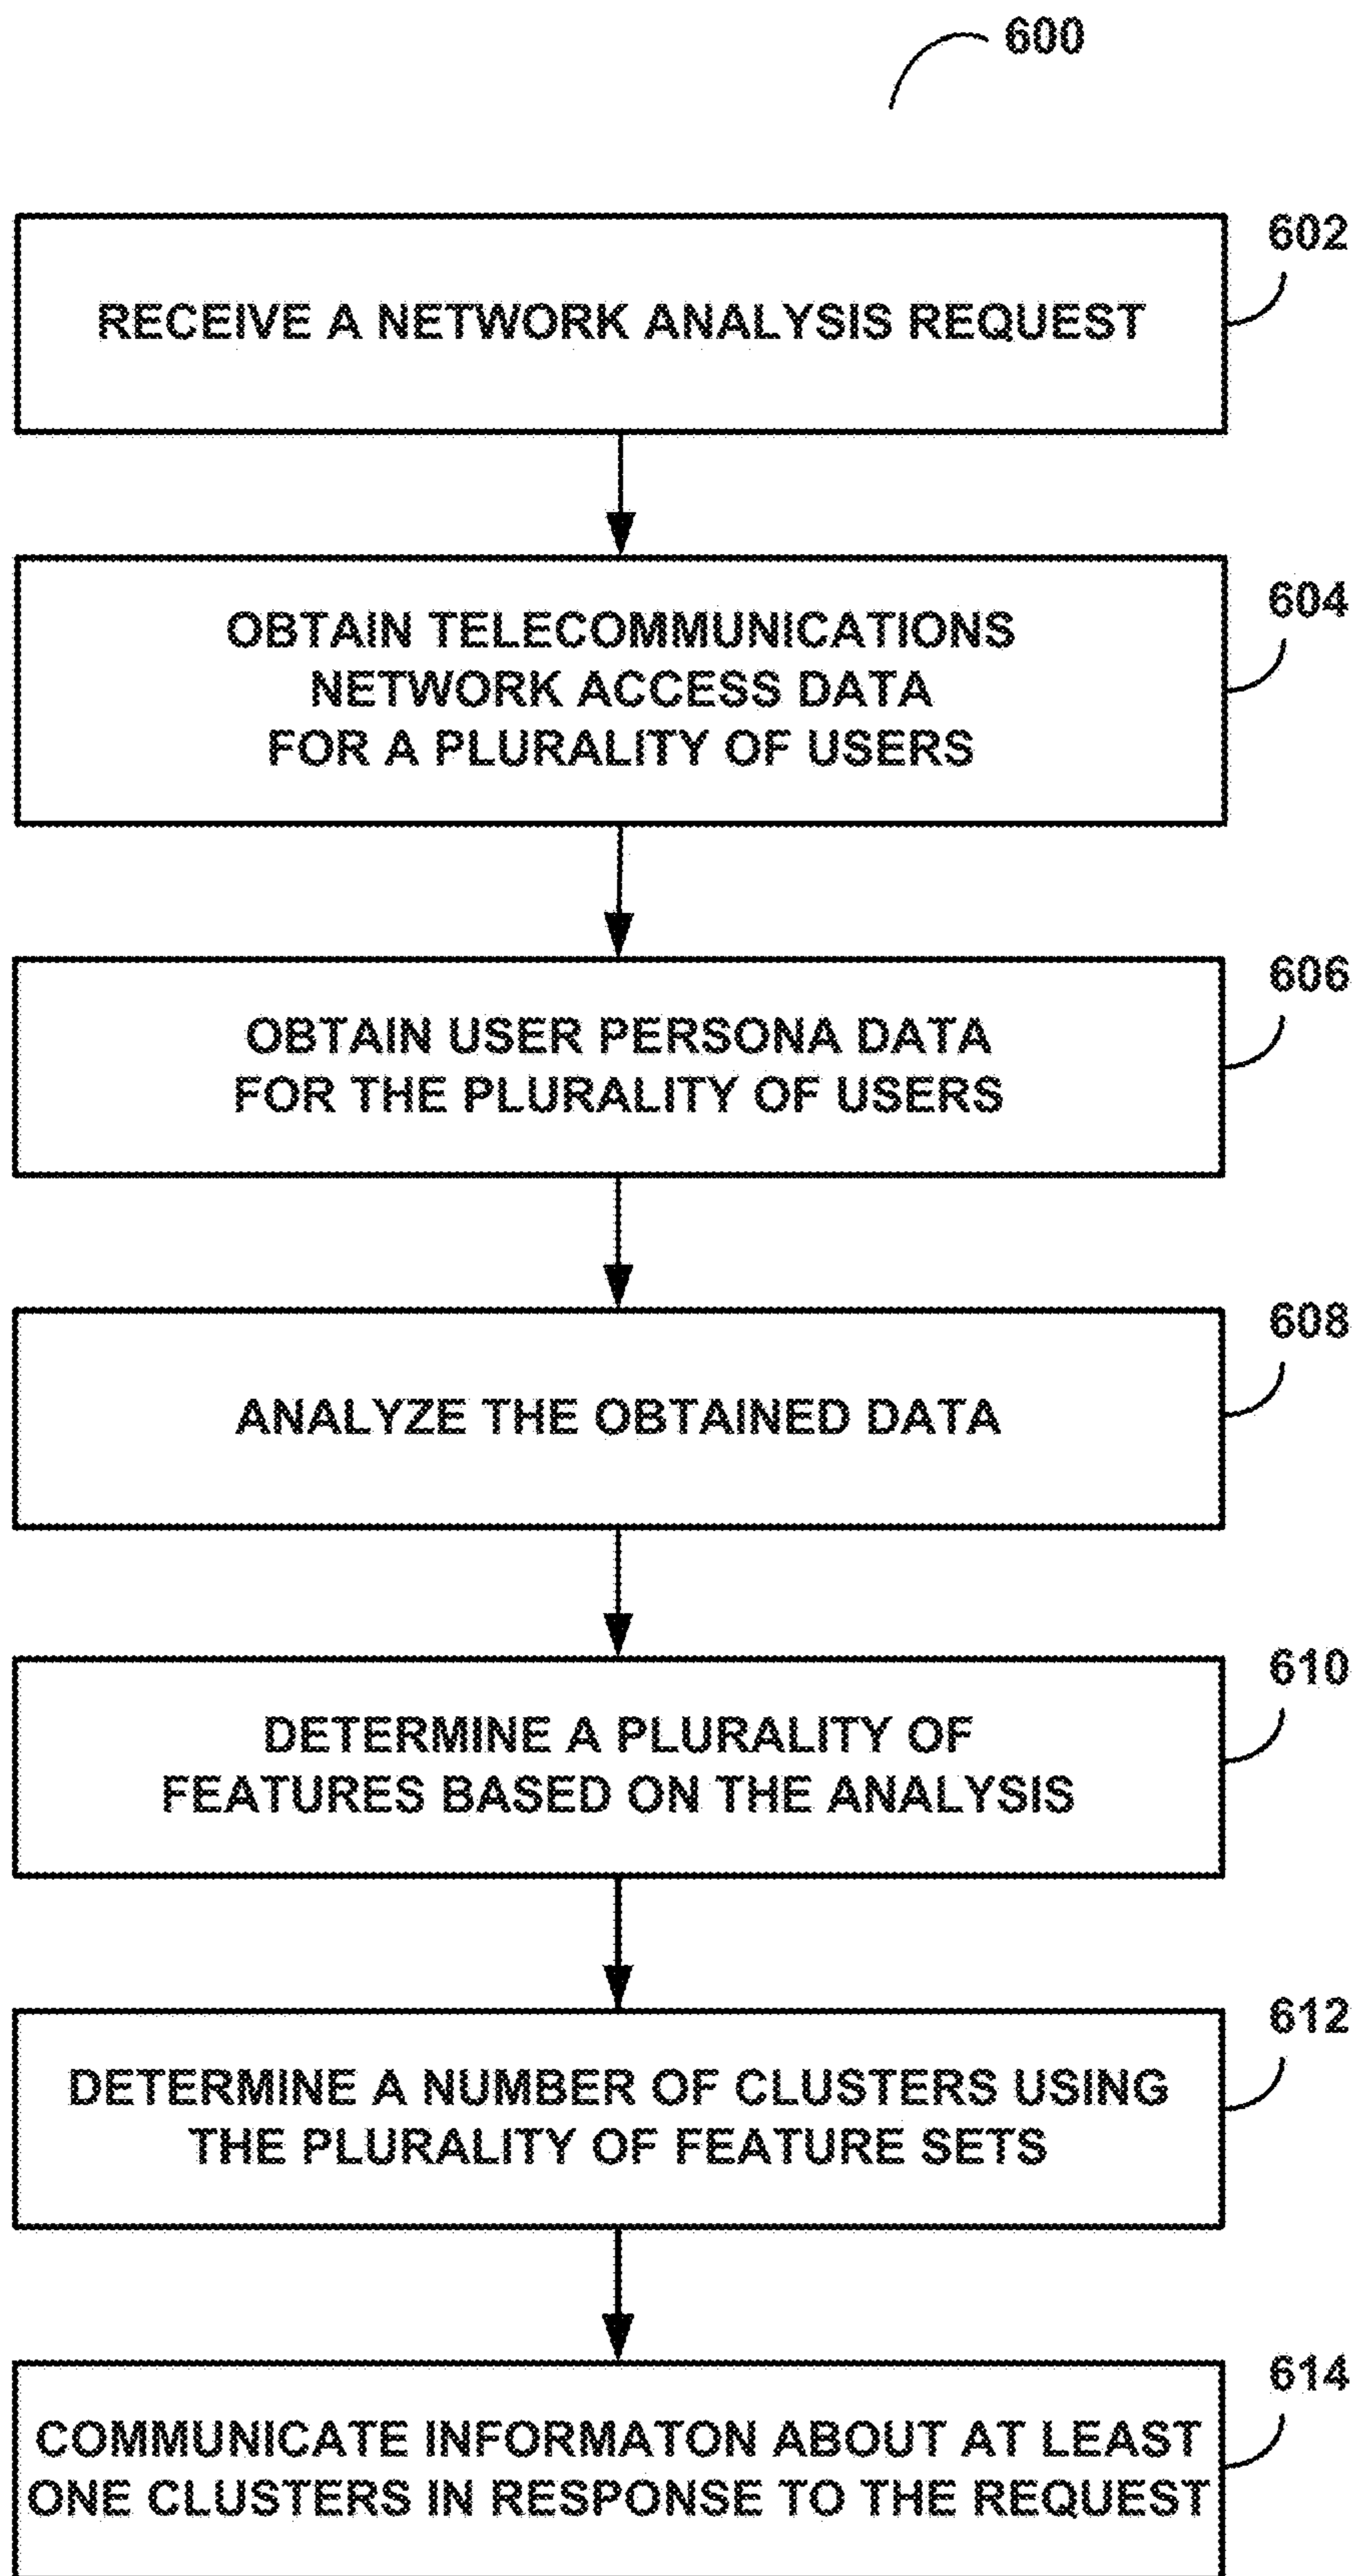 600
602
RECEIVE A NETWORK ANALYSIS REQUEST
604
OBTAIN TELECOMMUNICATIONS
NETWORK ACCESS DATA
FOR A PLURALITY OF USERS
606
OBTAIN USER PERSONA DATA
FOR THE PLURALITY OF USERS
608
ANALYZE THE OBTAINED DATA
610
DETERMINE A PLURALITY OF
FEATURES BASED ON THE ANALYSIS
612
DETERMINE A NUMBER OF CLUSTERS USING
THE PLURALITY OF FEATURE SETS
614
COMMUNICATE INFORMATON ABOUT AT LEAST
ONE CLUSTERS IN RESPONSE TO THE REQUEST